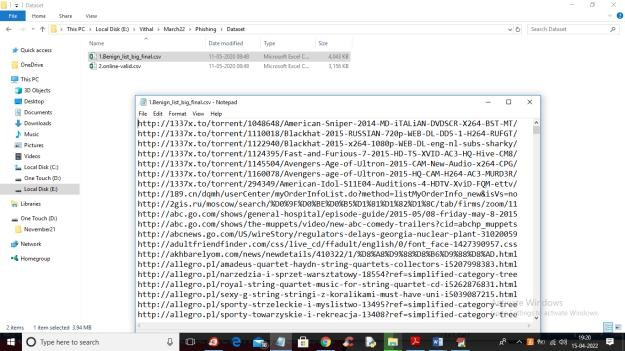 Dataset
File Home Share View
This PC > Local Disk (E:) > Vithal > March22 > Phishing > Dataset
Search Dataset
Name Date modified Type Size
1.Benign_list_big_final.csv 11-05-2020 08:48 Microsoft Excel C... 4,043 KB
2.online-valid.csv 11-05-2020 08:48 Microsoft Excel C... 3,156 KB
Quick access
OneDrive
This PC
3D Objects
Desktop
Documents
Downloads
Music
Pictures
Videos
Local Disk (C:)
One Touch (D:)
Local Disk (E:)
Libraries
One Touch (D:)
November21
Network
Homegroup
1.Benign_list_big_final.csv - Notepad
File Edit Format View Help
http://1337x.to/torrent/1048648/American-Sniper-2014-MD-iTALiAN-DVDSCR-X264-BST-MT/
http://1337x.to/torrent/1110018/Blackhat-2015-RUSSIAN-720p-WEB-DL-DD5-1-H264-RUFGT/
http://1337x.to/torrent/1122940/Blackhat-2015-x264-1080p-WEB-DL-eng-nl-subs-sharky/
http://1337x.to/torrent/1124395/Fast-and-Furious-7-2015-HD-TS-XVID-AC3-HQ-Hive-CM8/
http://1337x.to/torrent/1145504/Avengers-Age-of-Ultron-2015-CAM-New-Audio-x264-CPG/
http://1337x.to/torrent/1160078/Avengers-age-of-Ultron-2015-HQ-CAM-H264-AC3-MURD3R/
http://1337x.to/torrent/294349/American-Idol-S11E04-Auditions-4-HDTV-XviD-FQM-ettv/
http://189.cn/dqmh/userCenter/myOrderInfoList.do?method=listMyOrderInfo_new&isVs=no
http://2gis.ru/moscow/search/%D0%9F%D0%BE%D0%B5%D1%81%D1%82%D1%8C/tab/firms/zoom/11
http://abc.go.com/shows/general-hospital/episode-guide/2015-05/08-friday-may-8-2015
http://abc.go.com/shows/the-muppets/video/new-abc-comedy-trailers?cid=abchp_muppets
http://abcnews.go.com/US/wireStory/regulators-delays-georgia-nuclear-plant-31020059
http://adultfriendfinder.com/css/live_cd/ffadult/english/0/font_face-1427390957.css
http://akhbarelyom.com/news/newdetails/410322/1/%D8%A8%D9%88%D8%B6%D9%88%D8%AD.html
http://allegro.pl/amadeus-quartet-haydn-string-quartets-collectors-i5207998383.html
http://allegro.pl/narzedzia-i-sprzet-warsztatowy-18554?ref=simplified-category-tree
http://allegro.pl/royal-string-quartet-music-for-string-quartet-cd-i5262876831.html
http://allegro.pl/sexy-g-string-stringi-z-koralikami-must-have-uni-i5039087215.html
http://allegro.pl/sporty-strzeleckie-i-myslistwo-13495?ref=simplified-category-tree
http://allegro.pl/sporty-towarzyskie-i-rekreacja-13408?ref=simplified-category-tree
Activate Windows
2 items 1 item selected 3.94 MB
Type here to search
19:20
15-04-2022